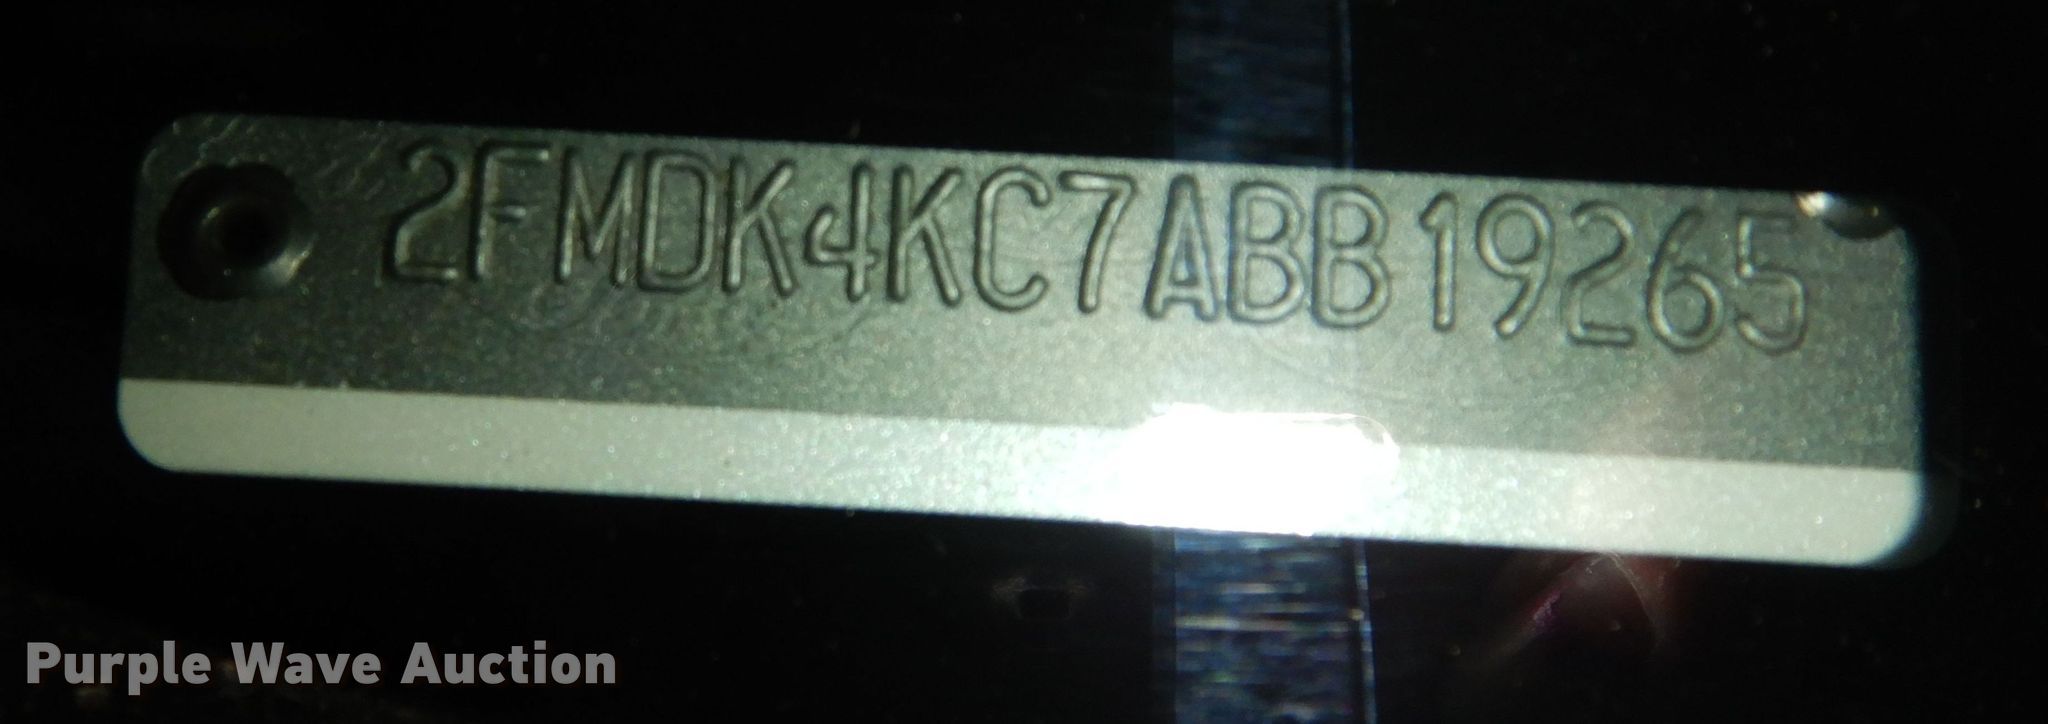 2FMDK4KC7ABB19265
Purple Wave Auction